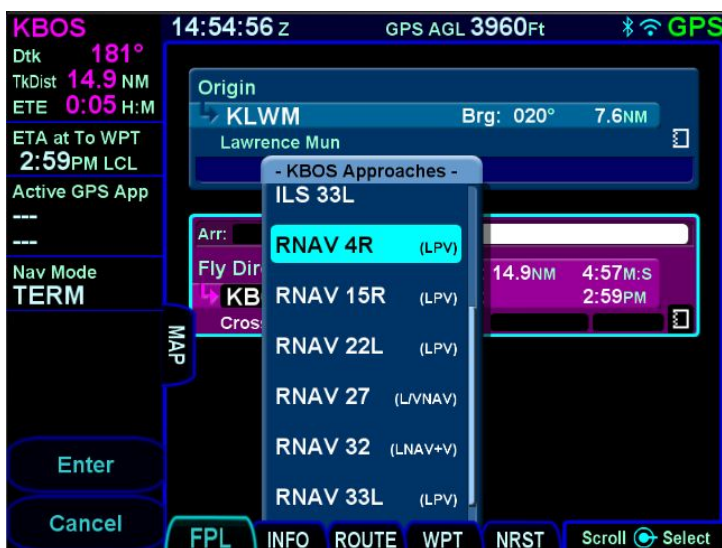 KBOS
Dtk 181°
TkDist 14.9 NM
ETE 0:05 H:M
ETA at To WPT
2:59PM LCL
Active GPS App
---
---
Nav Mode
TERM
Enter
Cancel
14:54:56 Z GPS AGL 3960Ft GPS
Origin
KLWM Brg: 020° 7.6NM
Lawrence Mun
- KBOS Approaches -
ILS 33L
RNAV 4R (LPV)
RNAV 15R (LPV)
RNAV 22L (LPV)
RNAV 27 (L/VNAV)
RNAV 32 (LNAV+V)
RNAV 33L (LPV)
Arr:
Fly Dir 14.9NM 4:57M:S
KB 2:59PM
Cros
MAP
FPL INFO ROUTE WPT NRST Scroll Select